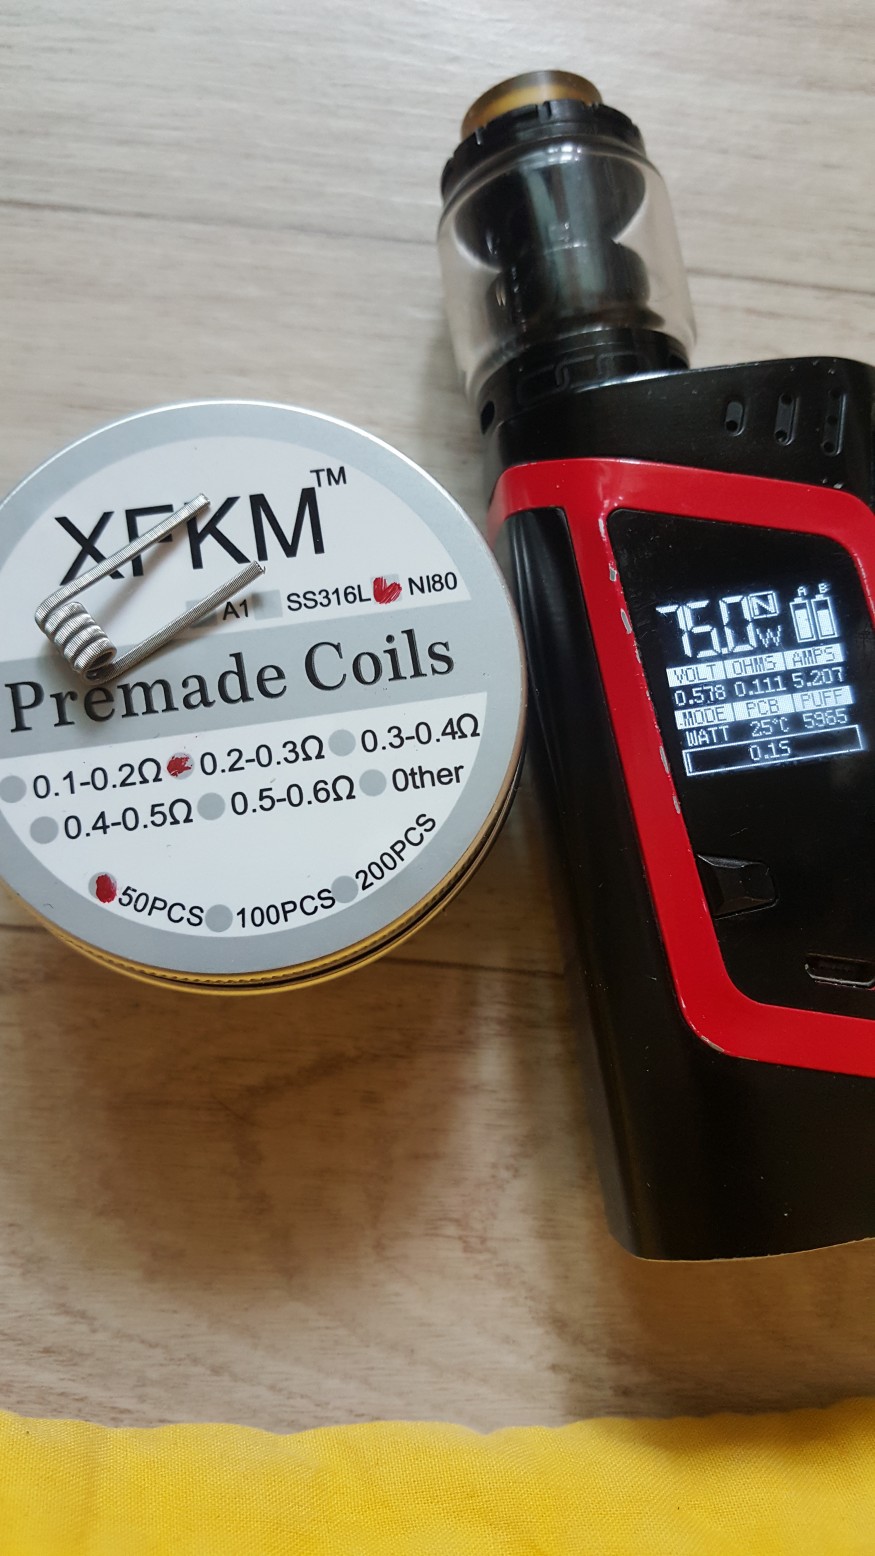 XFKM™
A1 SS316L NI80
Premade Coils
0.1-0.2Ω 0.2-0.3Ω 0.3-0.4Ω
0.4-0.5Ω 0.5-0.6Ω Other
50PCS 100PCS 200PCS
75.0W N A B
VOLT OHMS AMPS
0.578 0.111 5.207
MODE PCB PUFF
WATT 25°C 5965
0.15